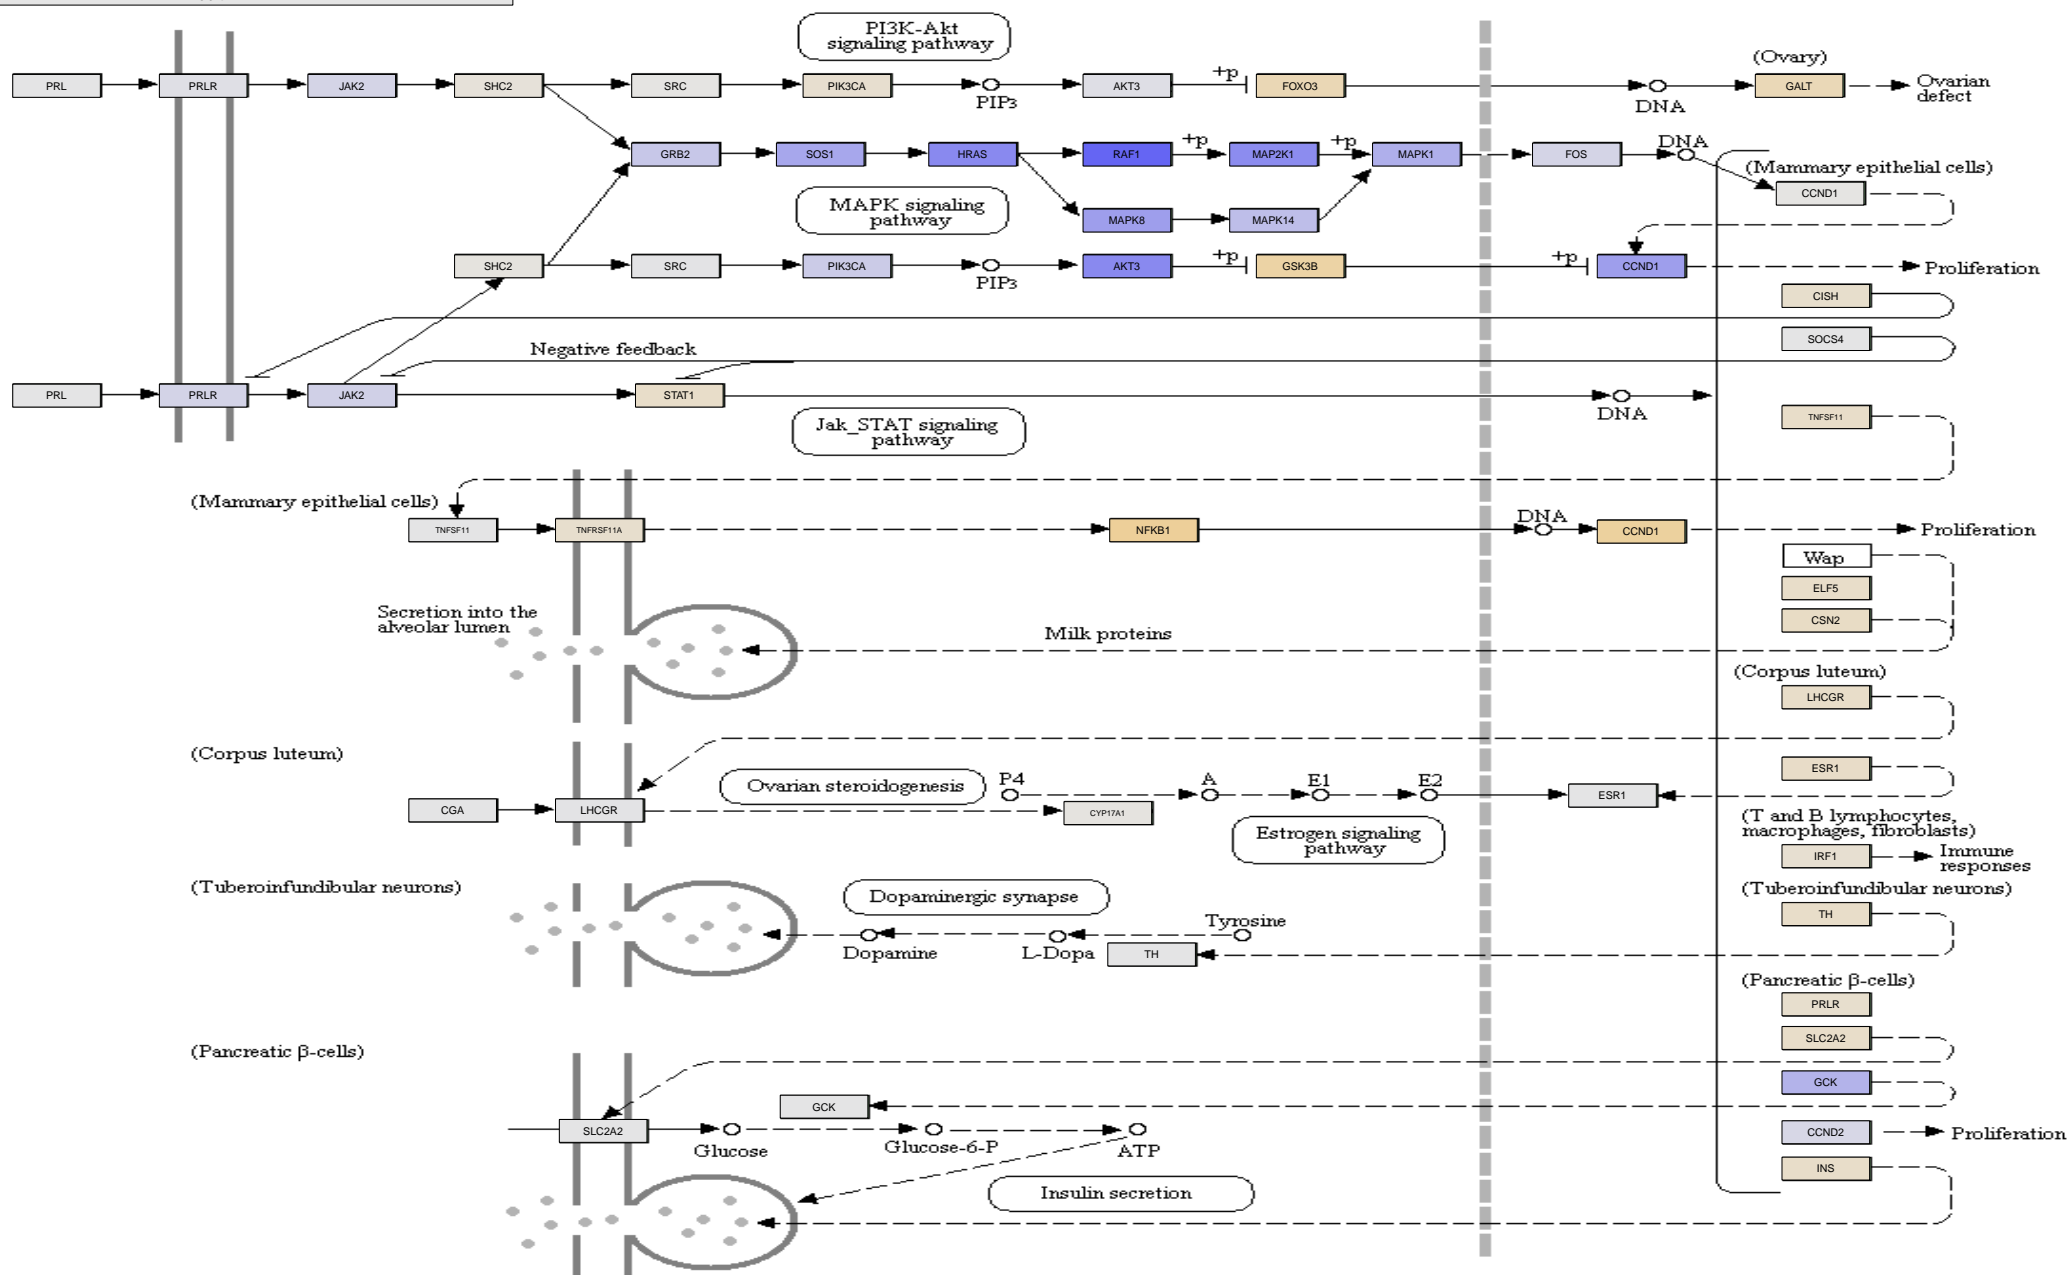 PI3K-Akt
signaling pathway
(Ovary)
PRL
PRLR
JAK2
SHC2
SRC
PIK3CA
PIP3
AKT3
+p
FOXO3
DNA
GALT
Ovarian
defect
GRB2
SOS1
HRAS
RAF1
+p
MAP2K1
+p
MAPK1
FOS
DNA
(Mammary epithelial cells)
CCND1
MAPK signaling
pathway
MAPK8
MAPK14
SHC2
SRC
PIK3CA
PIP3
AKT3
+p
GSK3B
+p
CCND1
Proliferation
CISH
SOCS4
Negative feedback
PRL
PRLR
JAK2
STAT1
DNA
Jak_STAT signaling
pathway
TNFSF11
(Mammary epithelial cells)
TNFSF11
TNFRSF11A
NFKB1
DNA
CCND1
Proliferation
Wap
ELF5
CSN2
Secretion into the
alveolar lumen
Milk proteins
(Corpus luteum)
LHCGR
(Corpus luteum)
ESR1
Ovarian steroidogenesis
P4
A
E1
E2
ESR1
CGA
LHCGR
CYP17A1
Estrogen signaling
pathway
(T and B lymphocytes,
macrophages, fibroblasts)
IRF1
Immune
responses
(Tuberoinfundibular neurons)
(Tuberoinfundibular neurons)
TH
Dopaminergic synapse
Tyrosine
Dopamine
L-Dopa
TH
(Pancreatic β-cells)
PRLR
SLC2A2
GCK
CCND2
Proliferation
INS
(Pancreatic β-cells)
GCK
SLC2A2
Glucose
Glucose-6-P
ATP
Insulin secretion